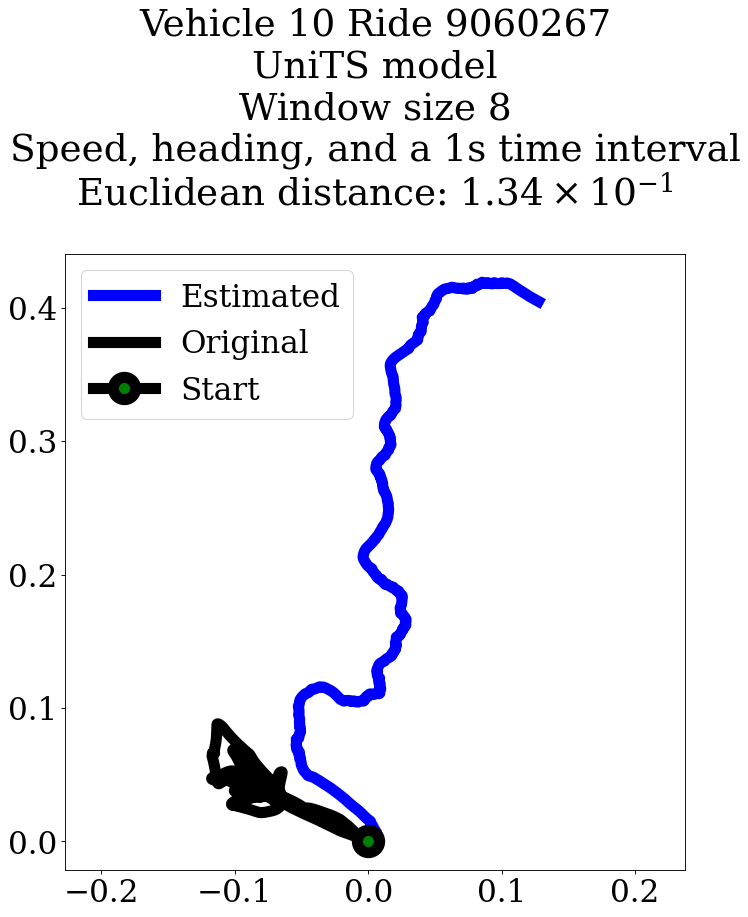 Vehicle 10 Ride 9060267
UniTS model
Window size 8
Speed, heading, and a 1s time interval
Euclidean distance: 1.34 × 10⁻¹
Estimated
Original
Start
0.4
0.3
0.2
0.1
0.0
−0.2 −0.1 0.0 0.1 0.2